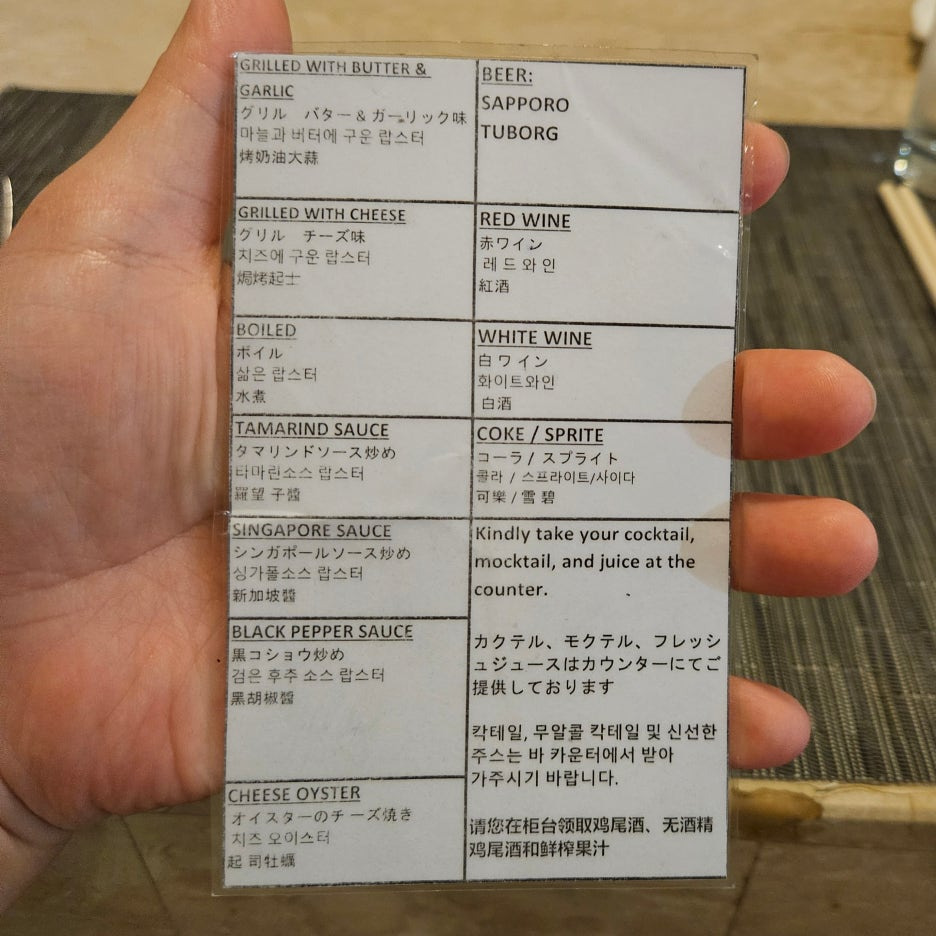 GRILLED WITH BUTTER &
GARLIC
グリル　バター & ガーリック味
마늘과 버터에 구운 랍스터
烤奶油大蒜
GRILLED WITH CHEESE
グリル　チーズ味
치즈에 구운 랍스터
焗烤起士
BOILED
ボイル
삶은 랍스터
水煮
TAMARIND SAUCE
タマリンドソース炒め
타마린소스 랍스터
羅望 子醬
SINGAPORE SAUCE
シンガポールソース炒め
싱가폴소스 랍스터
新加坡醬
BLACK PEPPER SAUCE
黒コショウ炒め
검은 후추 소스 랍스터
黑胡椒醬
CHEESE OYSTER
オイスターのチーズ焼き
치즈 오이스터
起 司牡蠣
BEER:
SAPPORO
TUBORG
RED WINE
赤ワイン
레 드 와 인
紅酒
WHITE WINE
白 ワ イン
화이트와인
白酒
COKE / SPRITE
コーラ / スプライト
콜라 / 스프라이트/사이다
可樂 / 雪 碧
Kindly take your cocktail,
mocktail, and juice at the
counter.
カクテル、モクテル、フレッシ
ュジュースはカウンターにてご
提供しております
칵테일, 무알콜 칵테일 및 신선한
주스는 바 카운터에서 받아
가주시기 바랍니다.
请您在柜台领取鸡尾酒、无酒精
鸡尾酒和鲜榨果汁